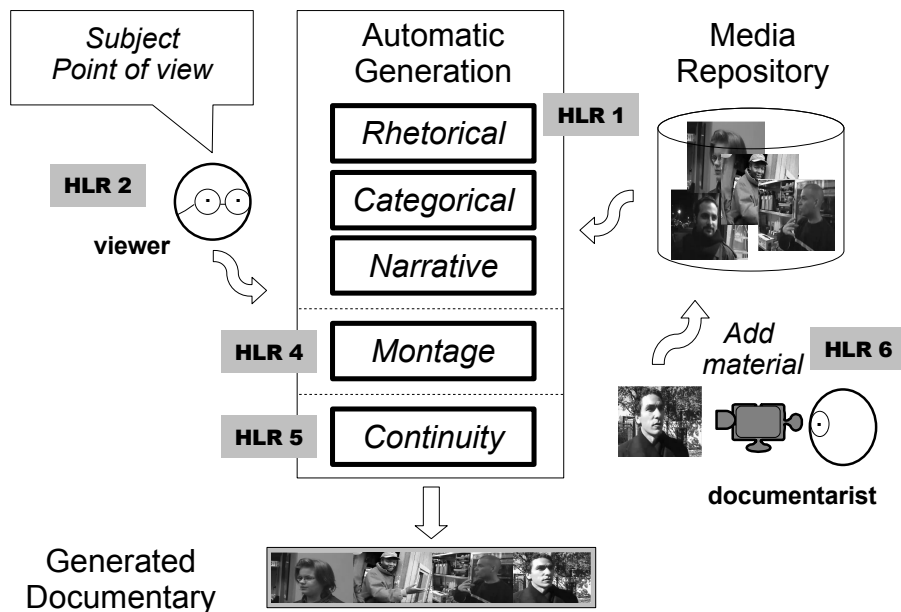 Subject
Point of view
Automatic
Generation
Media
Repository
HLR 1
Rhetorical
HLR 2
Categorical
viewer
Narrative
HLR 4
Montage
Add
material
HLR 6
HLR 5
Continuity
documentarist
Generated
Documentary